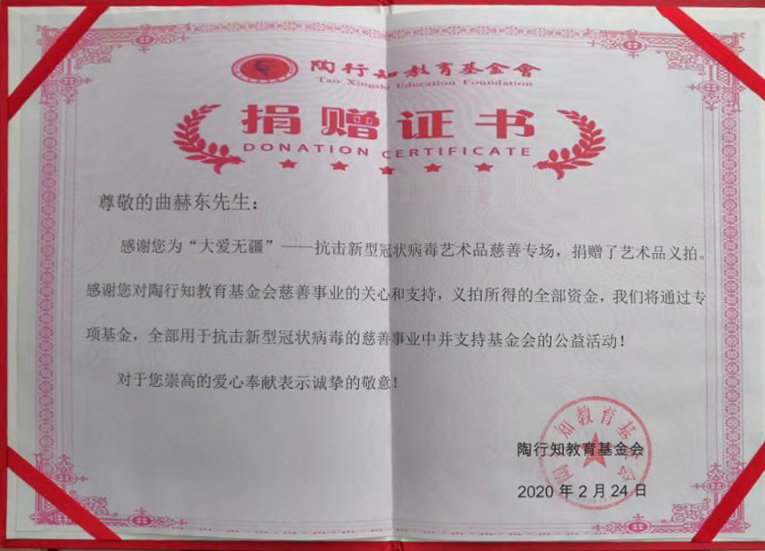 陶行知教育基金會
Tao Xingzhi Education Foundation
捐赠证书
DONATION CERTIFICATE
尊敬的曲赫东先生：
感谢您为“大爱无疆”——抗击新型冠状病毒艺术品慈善专场，捐赠了艺术品义拍。
感谢您对陶行知教育基金会慈善事业的关心和支持，义拍所得的全部资金，我们将通过专
项基金，全部用于抗击新型冠状病毒的慈善事业中并支持基金会的公益活动！
对于您崇高的爱心奉献表示诚挚的敬意！
陶行知教育基金会
陶行知教育基金会
2020年2月24日